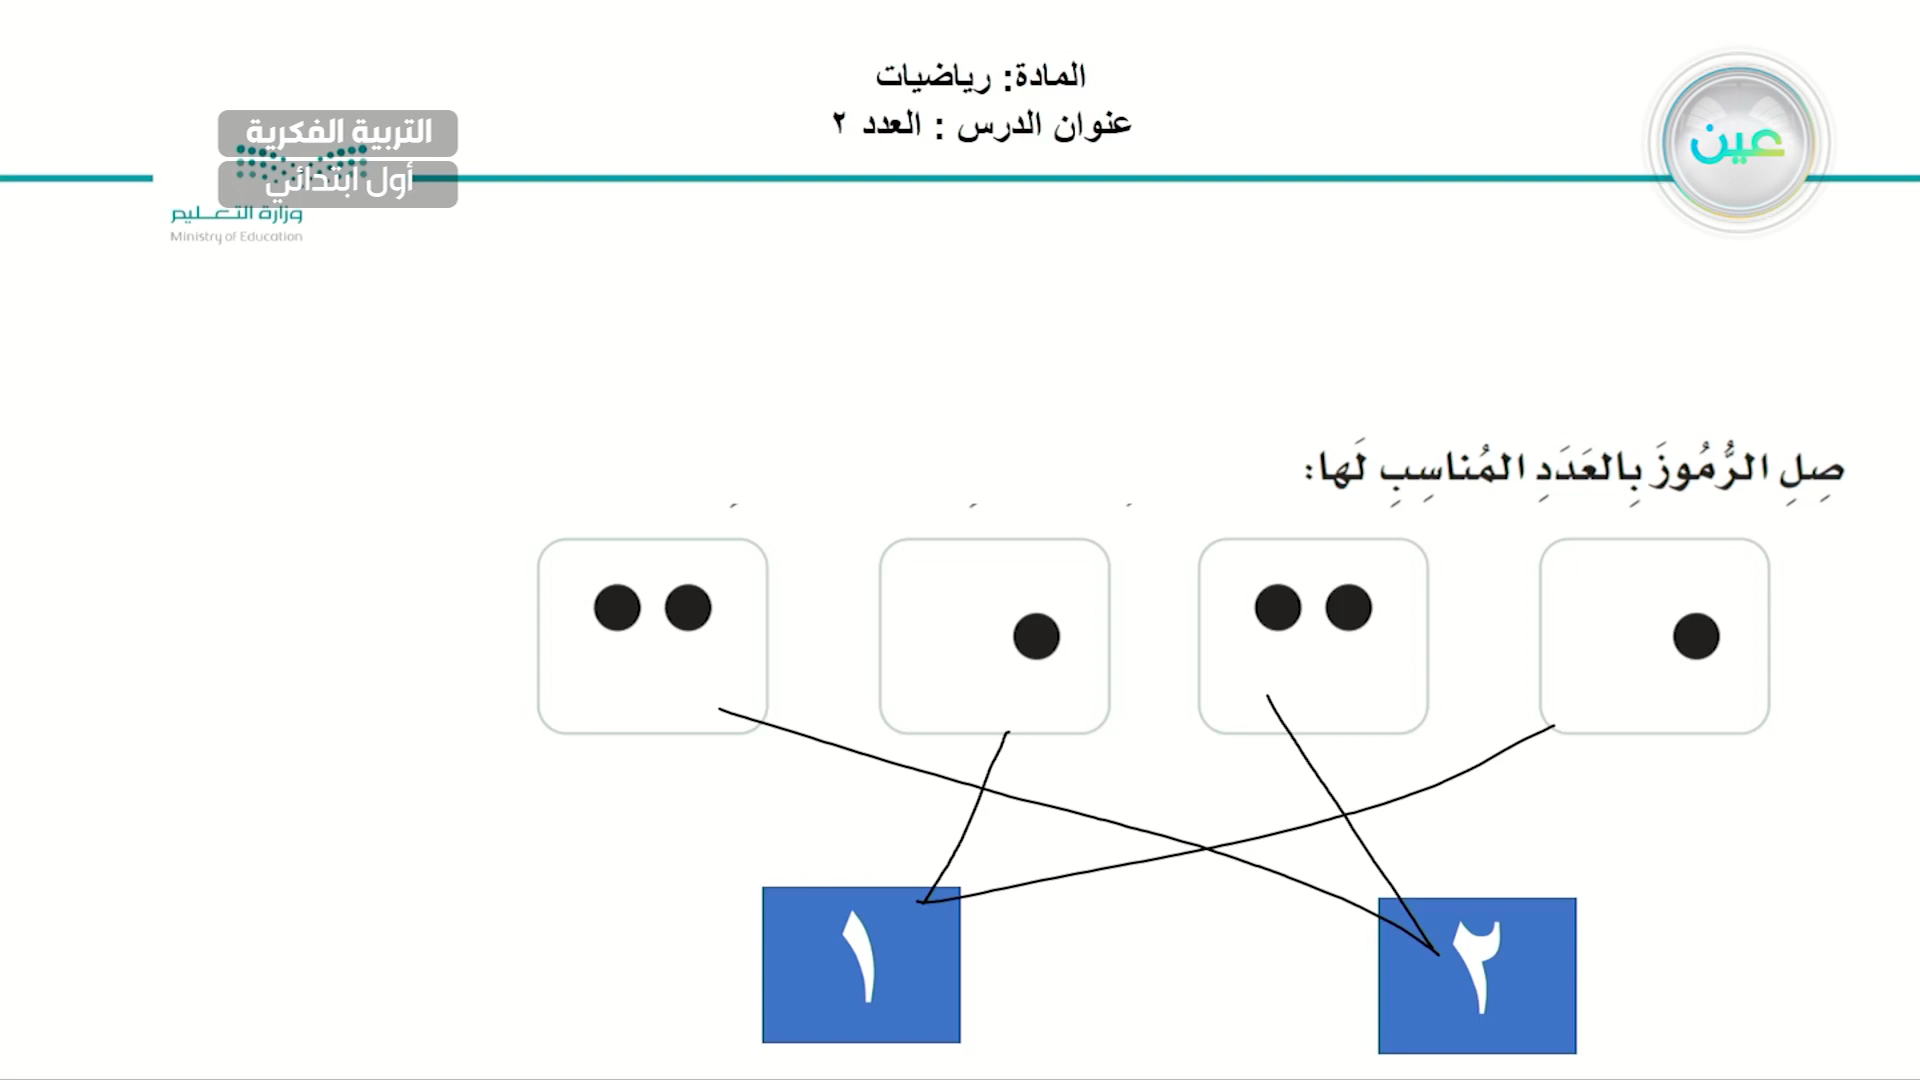 المادة: رياضيات
عنوان الدرس : العدد ٢
عين
التربية الفكرية
أول ابتدائي
وزارة التعليم
Ministry of Education
صِلِ الرُّمُوزَ بِالعَدَدِ المُناسِبِ لَها:
١
٢